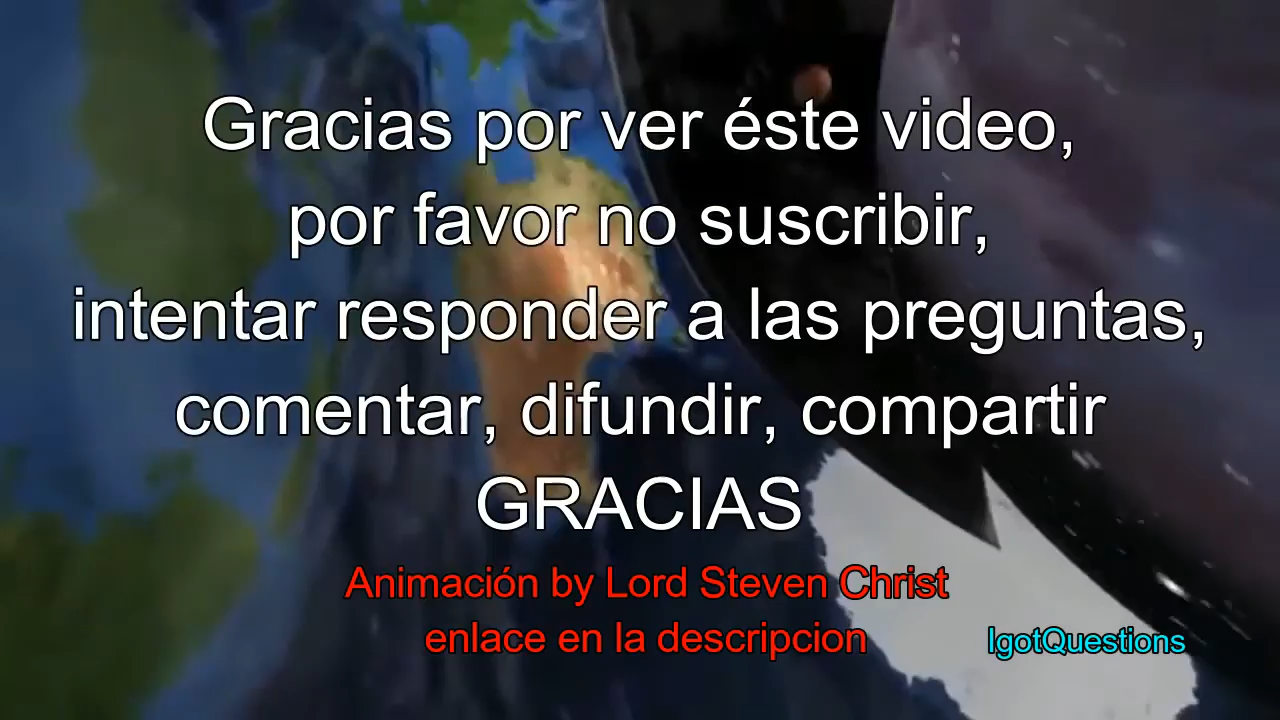 Gracias por ver éste video,
por favor no suscribir,
intentar responder a las preguntas,
comentar, difundir, compartir
GRACIAS
Animación by Lord Steven Christ
enlace en la descripcion
IgotQuestions